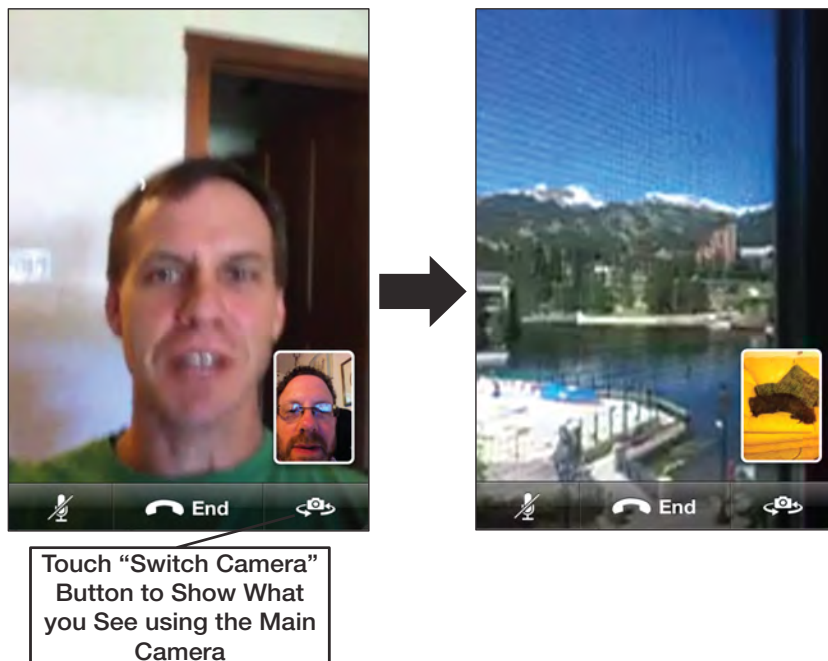 End
End
Touch “Switch Camera”
Button to Show What
you See using the Main
Camera